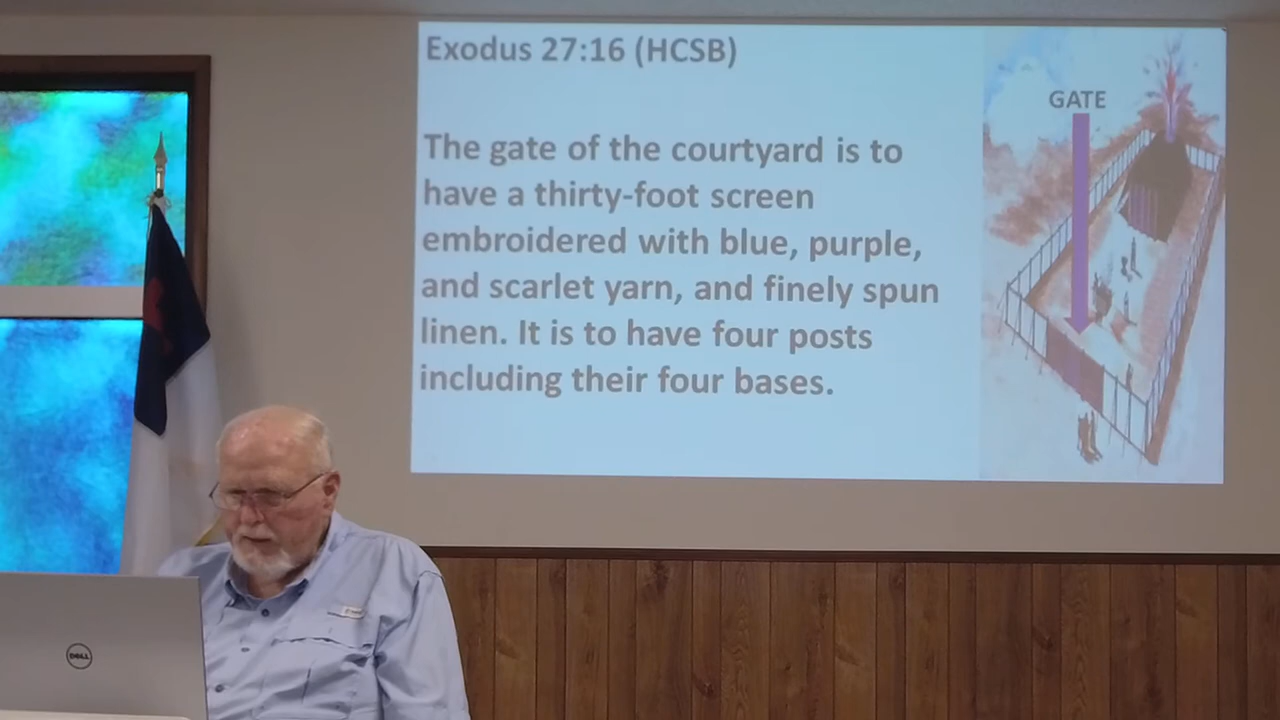 Exodus 27:16 (HCSB)
The gate of the courtyard is to
have a thirty-foot screen
embroidered with blue, purple,
and scarlet yarn, and finely spun
linen. It is to have four posts
including their four bases.
GATE
DELL